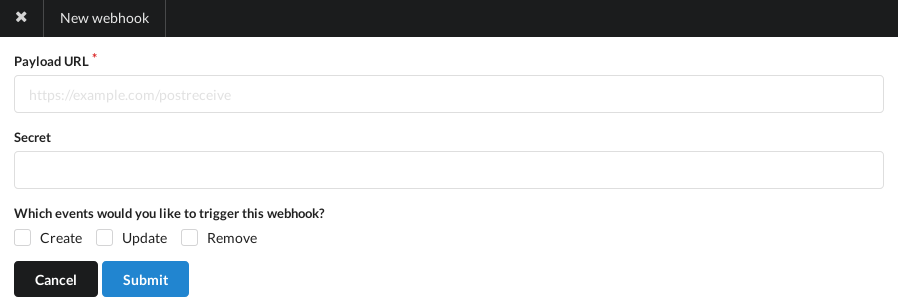 ✖ New webhook
Payload URL *
https://example.com/postreceive
Secret
Which events would you like to trigger this webhook?
Create Update Remove
Cancel Submit